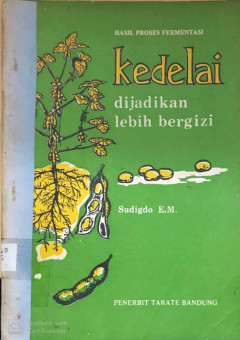 HASIL PROSES FERMENTASI
kedelai
dijadikan
lebih bergizi
Sudigdo E.M.
PENERBIT TARATE BANDUNG